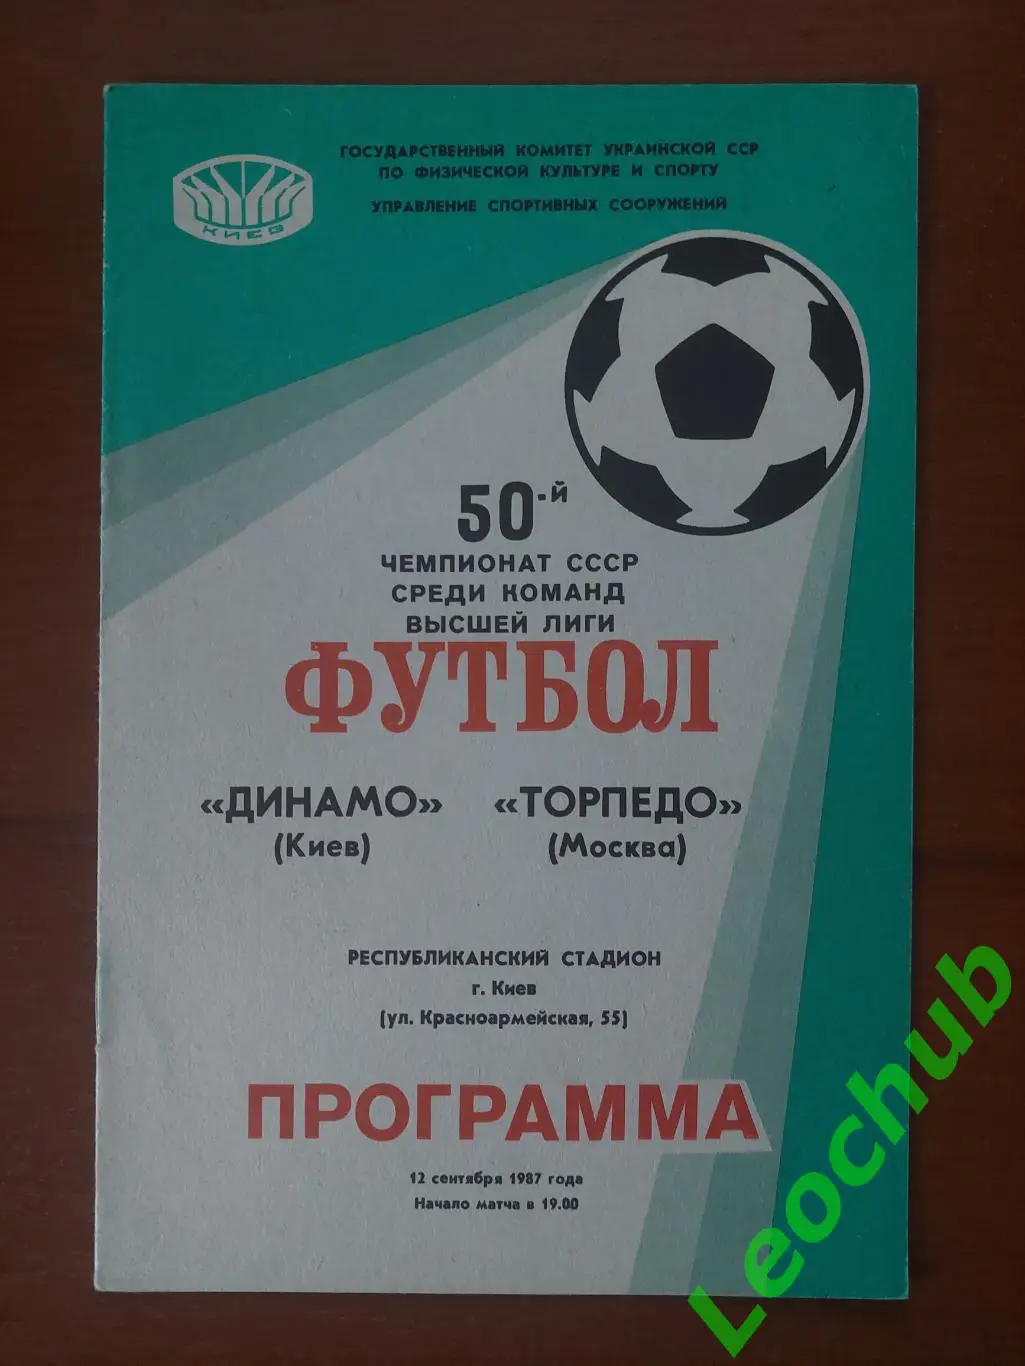 ГОСУДАРСТВЕННЫЙ КОМИТЕТ УКРАИНСКОЙ ССР
ПО ФИЗИЧЕСКОЙ КУЛЬТУРЕ И СПОРТУ
УПРАВЛЕНИЕ СПОРТИВНЫХ СООРУЖЕНИЙ
КИЕВ
50-й
ЧЕМПИОНАТ СССР
СРЕДИ КОМАНД
ВЫСШЕЙ ЛИГИ
ФУТБОЛ
«ДИНАМО» «ТОРПЕДО»
(Киев) (Москва)
РЕСПУБЛИКАНСКИЙ СТАДИОН
г. Киев
(ул. Красноармейская, 55)
ПРОГРАММА
12 сентября 1987 года
Начало матча в 19.00
Leochub